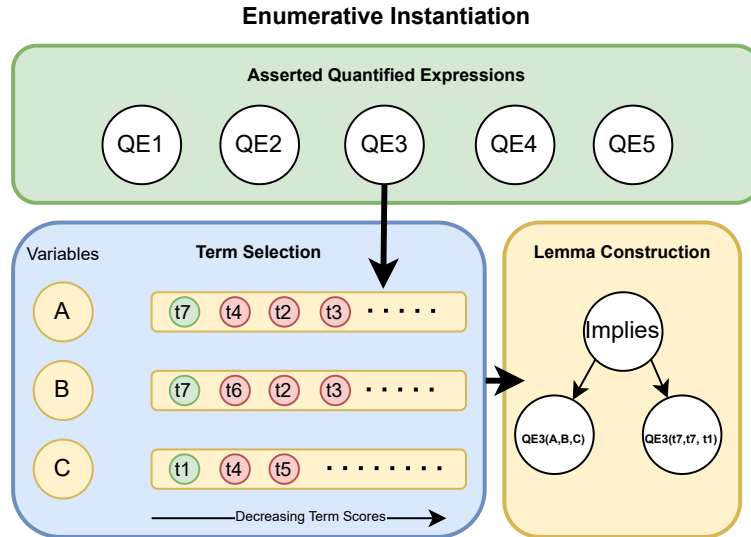 Enumerative Instantiation
Asserted Quantified Expressions
QE1 QE2 QE3 QE4 QE5
Variables
Term Selection
A
t7 t4 t2 t3 . . . . .
B
t7 t6 t2 t3 . . . . .
C
t1 t4 t5 . . . . . . . .
Decreasing Term Scores
Lemma Construction
Implies
QE3(A,B,C)
QE3(t7,t7, t1)